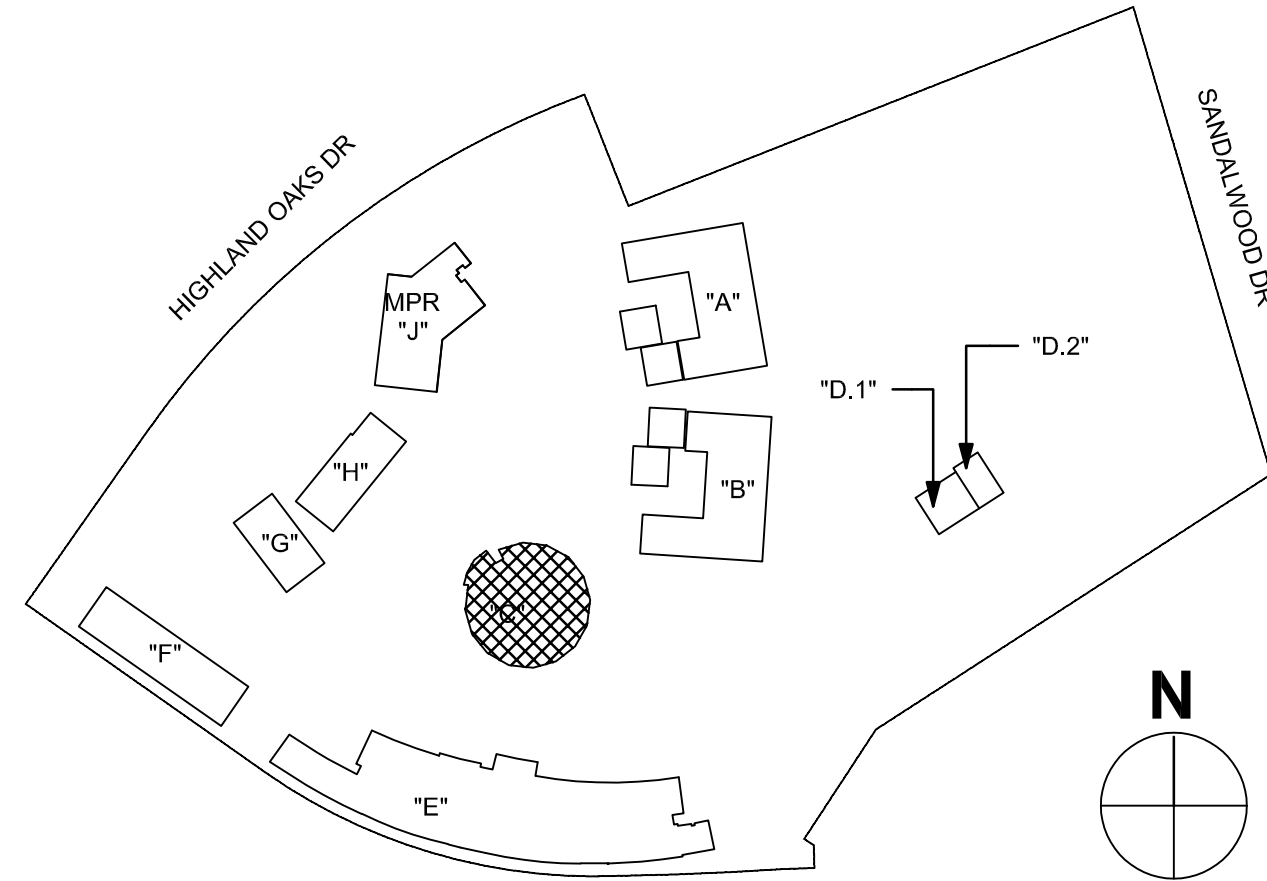 HIGHLAND OAKS DR
SANDALWOOD DR
MPR
"J"
"A"
"D.2"
"D.1"
"H"
"B"
"G"
"C"
"F"
N
"E"